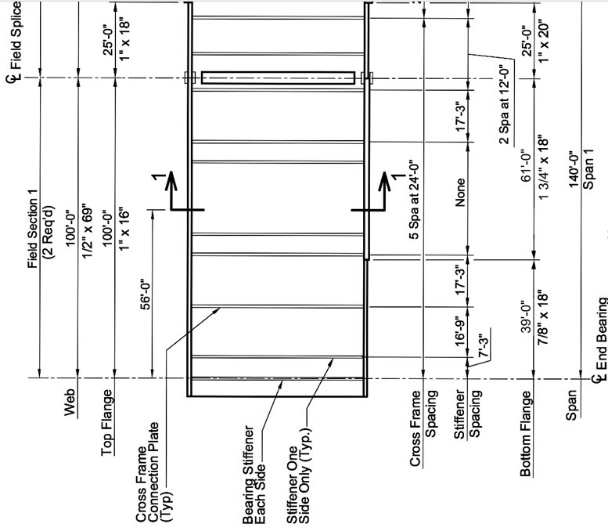 ℄ Field Splice
Field Section 1
(2 Req'd)
Web
100'-0"
1/2" x 69"
Top Flange
100'-0"
1" x 16"
25'-0"
1" x 18"
Cross Frame
Connection Plate
(Typ)
56'-0"
1
1
Bearing Stiffener
Each Side
Stiffener One
Side Only (Typ.)
Cross Frame
Spacing
5 Spa at 24'-0"
Stiffener
Spacing
7'-3"
16'-9"
17'-3"
None
17'-3"
2 Spa at 12'-0"
Bottom Flange
39'-0"
7/8" x 18"
61'-0"
1 3/4" x 18"
25'-0"
1" x 20"
Span
140'-0"
Span 1
℄ End Bearing